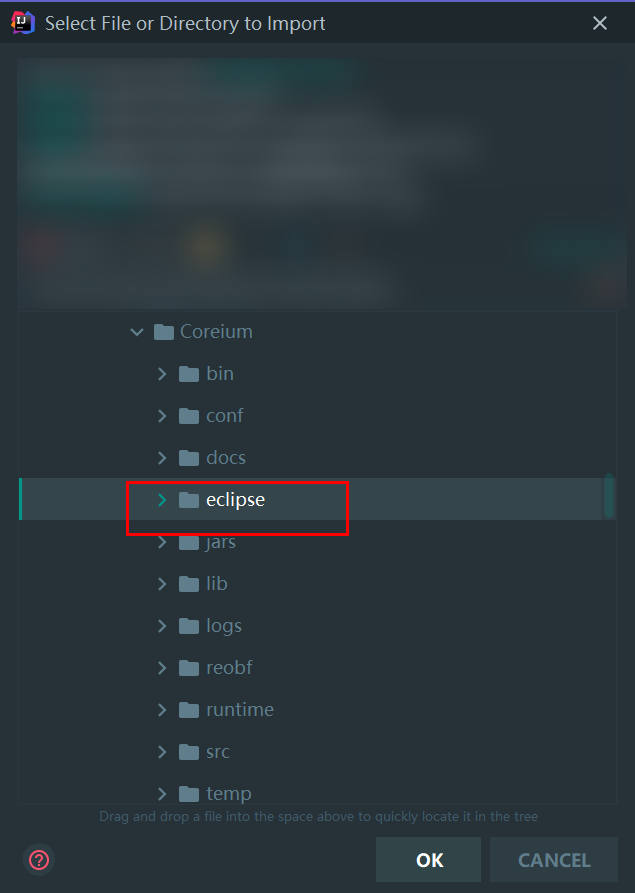 Select File or Directory to Import
Coreium
bin
conf
docs
eclipse
jars
lib
logs
reobf
runtime
src
temp
Drag and drop a file into the space above to quickly locate it in the tree
?
OK
CANCEL